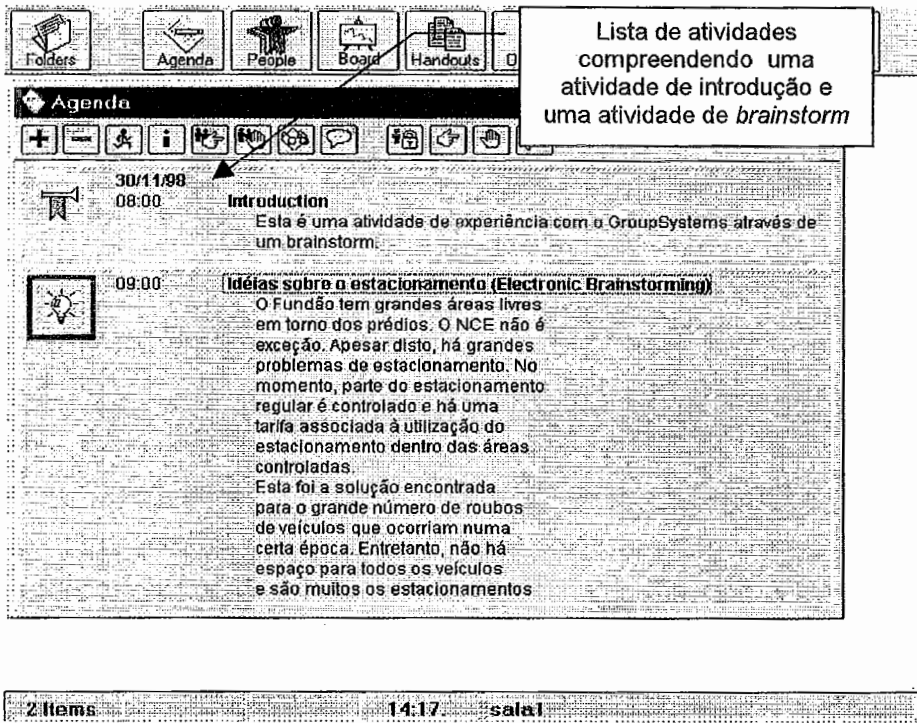 Lista de atividades
compreendendo uma
atividade de introdução e
uma atividade de brainstorm
Folders
Agenda
People
Board
Handouts
O
Agenda
30/11/98
08:00 Introduction
Esta é uma atividade de experiência com o GroupSystems através de
um brainstorm.
09:00 Idéias sobre o estacionamento (Electronic Brainstorming)
O Fundão tem grandes áreas livres
em torno dos prédios. O NCE não é
exceção. Apesar disto, há grandes
problemas de estacionamento. No
momento, parte do estacionamento
regular é controlado e há uma
tarifa associada à utilização do
estacionamento dentro das áreas
controladas.
Esta foi a solução encontrada
para o grande número de roubos
de veículos que ocorriam numa
certa época. Entretanto, não há
espaço para todos os veículos
e são muitos os estacionamentos
2 Items 14:17 sala1